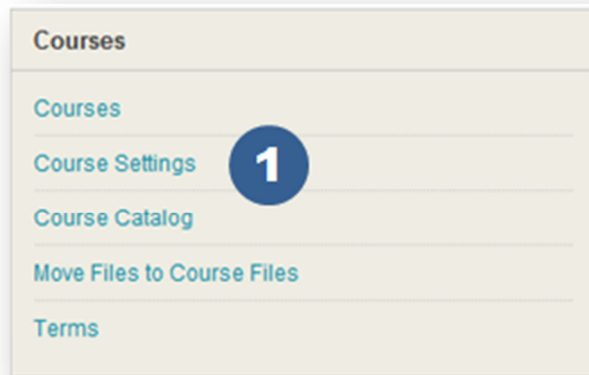 Courses
Courses
Course Settings 1
Course Catalog
Move Files to Course Files
Terms